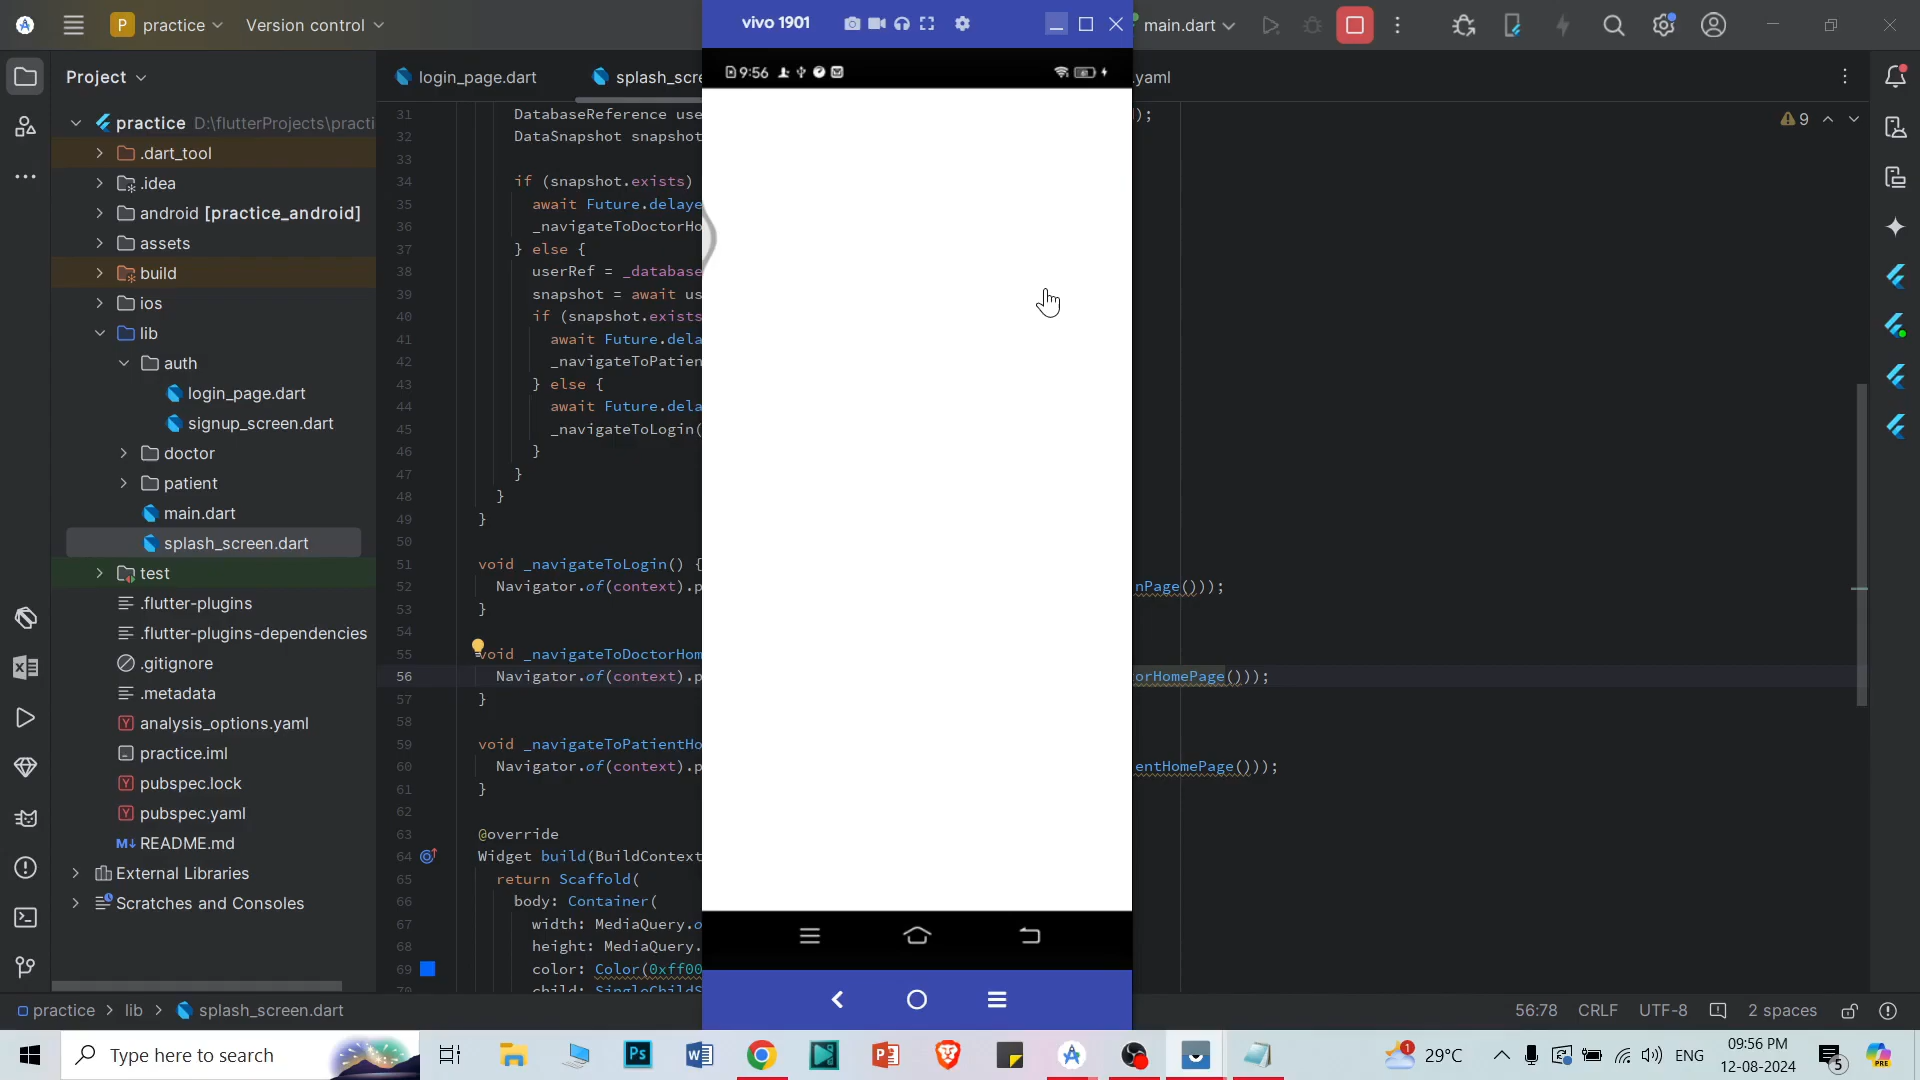 P practice
Version control
vivo 1901
main.dart
Project
login_page.dart
splash_scre
.yaml
9:56
practice D:\flutterProjects\practi
.dart_tool
.idea
android [practice_android]
assets
build
ios
lib
auth
login_page.dart
signup_screen.dart
doctor
patient
main.dart
splash_screen.dart
test
.flutter-plugins
.flutter-plugins-dependencies
.gitignore
.metadata
analysis_options.yaml
practice.iml
pubspec.lock
pubspec.yaml
M↓ README.md
External Libraries
Scratches and Consoles
9
31 DatabaseReference use );
32 DataSnapshot snapshot
33
34 if (snapshot.exists)
35 await Future.delaye
36 _navigateToDoctorHo
37 } else {
38 userRef = _database
39 snapshot = await us
40 if (snapshot.exists
41 await Future.dela
42 _navigateToPatien
43 } else {
44 await Future.dela
45 _navigateToLogin(
46 }
47 }
48 }
49 }
50
51 void _navigateToLogin() {
52 Navigator.of(context).p nPage()));
53 }
54
55 void _navigateToDoctorHom
56 Navigator.of(context).p orHomePage()));
57 }
58
59 void _navigateToPatientHo
60 Navigator.of(context).p entHomePage()));
61 }
62
63 @override
64 Widget build(BuildContext
65 return Scaffold(
66 body: Container(
67 width: MediaQuery.o
68 height: MediaQuery.
69 color: Color(0xff00
70 child: SingleChildS
practice > lib > splash_screen.dart
56:78 CRLF UTF-8 2 spaces
Type here to search
Ps
W
P
1
29°C
ENG
09:56 PM
12-08-2024
5
PRE